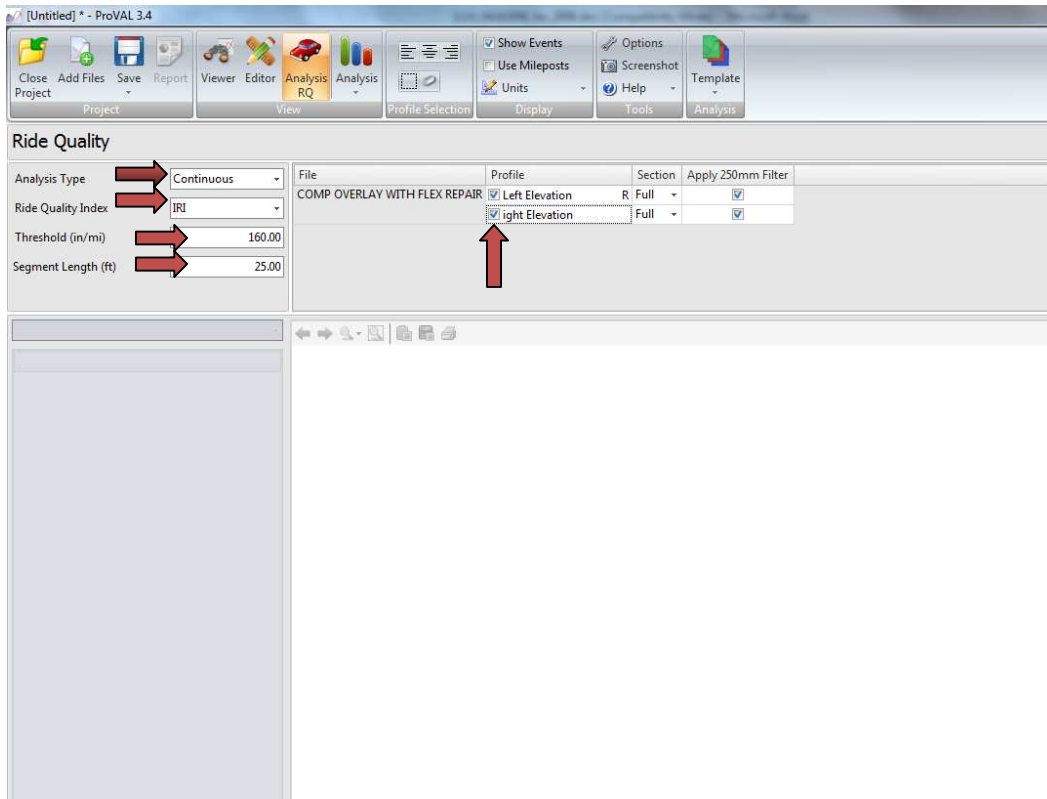 [Untitled] * - ProVAL 3.4
Close Project
Add Files
Save
Report
Project
Viewer
Editor
Analysis RQ
Analysis
View
Profile Selection
Show Events
Use Mileposts
Units
Display
Options
Screenshot
Help
Tools
Template
Analysis
Ride Quality
Analysis Type Continuous
Ride Quality Index IRI
Threshold (in/mi) 160.00
Segment Length (ft) 25.00
File Profile Section Apply 250mm Filter
COMP OVERLAY WITH FLEX REPAIR Left Elevation R Full
ight Elevation Full